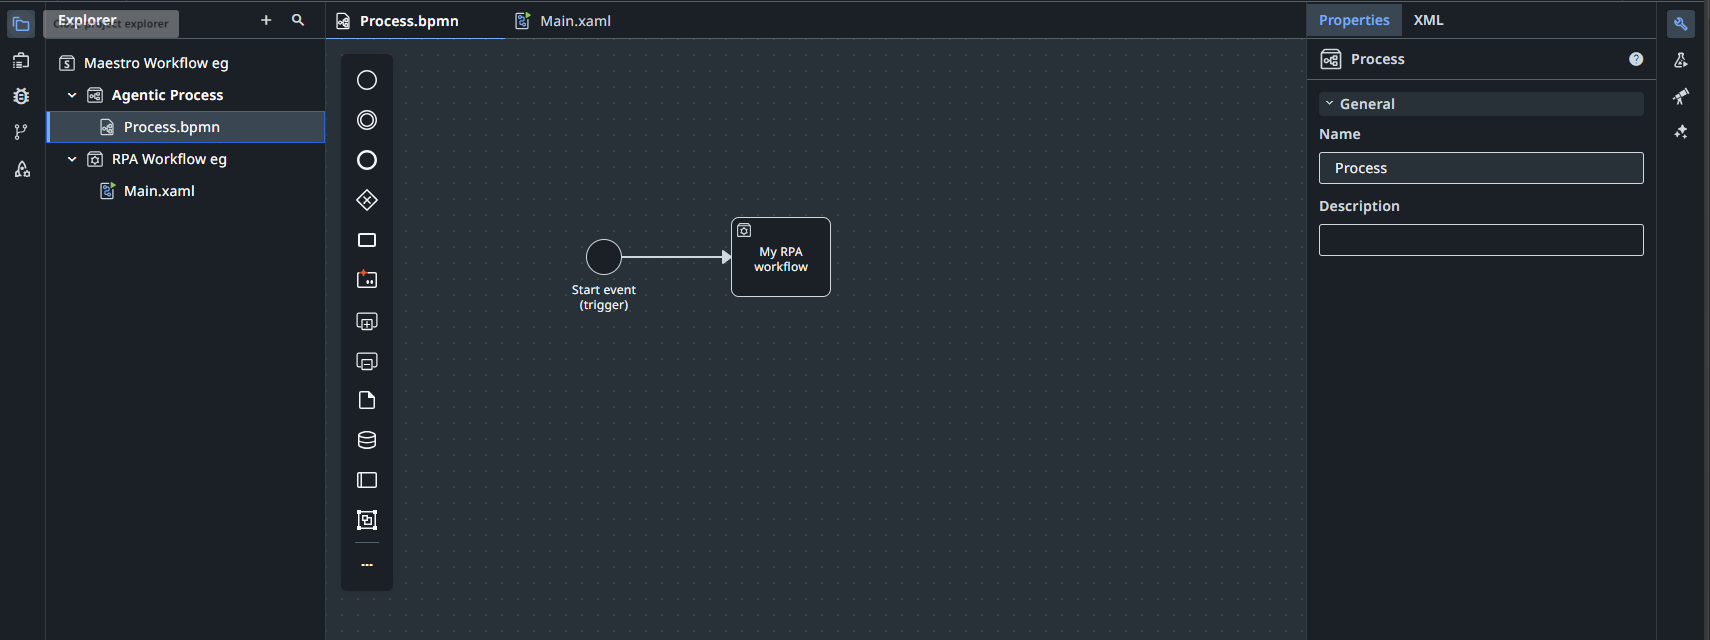 Explorer
Process.bpmn
Main.xaml
Properties
XML
Maestro Workflow eg
Agentic Process
Process.bpmn
RPA Workflow eg
Main.xaml
Start event
(trigger)
My RPA
workflow
Process
General
Name
Process
Description